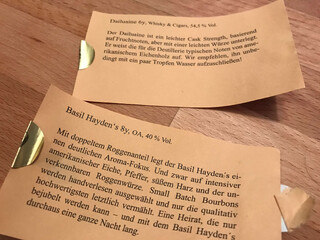 Dailuaine 8y, Whisky & Cigars, 54,3 % Vol.
Der Dailuaine ist ein leichter Cask Strength, basierend
auf Fruchtnoten, aber mit einer leichten Würze unterlegt.
Er weist die für die Destillerie typischen Noten von ame-
rikanischem Eichenholz auf. Wir empfehlen, ihn unbe-
dingt mit ein paar Tropfen Wasser aufzuschließen!
Basil Hayden's 8y, OA, 40 % Vol.
Mit doppeltem Roggenanteil legt der Basil Hayden's ei-
nen deutlichen Aroma-Fokus. Und zwar auf intensiver
amerikanischer Eiche, Pfeffer, süßem Harz und der un-
verkennbaren Roggenwürze. Small Batch Bourbons
werden handverlesen ausgewählt und nur die qualitativ
hochwertigsten letztlich vermählt. Eine Heirat, die nur
bejubelt werden kann – und mit dem Basil Hayden's
durchaus eine ganze Nacht lang.